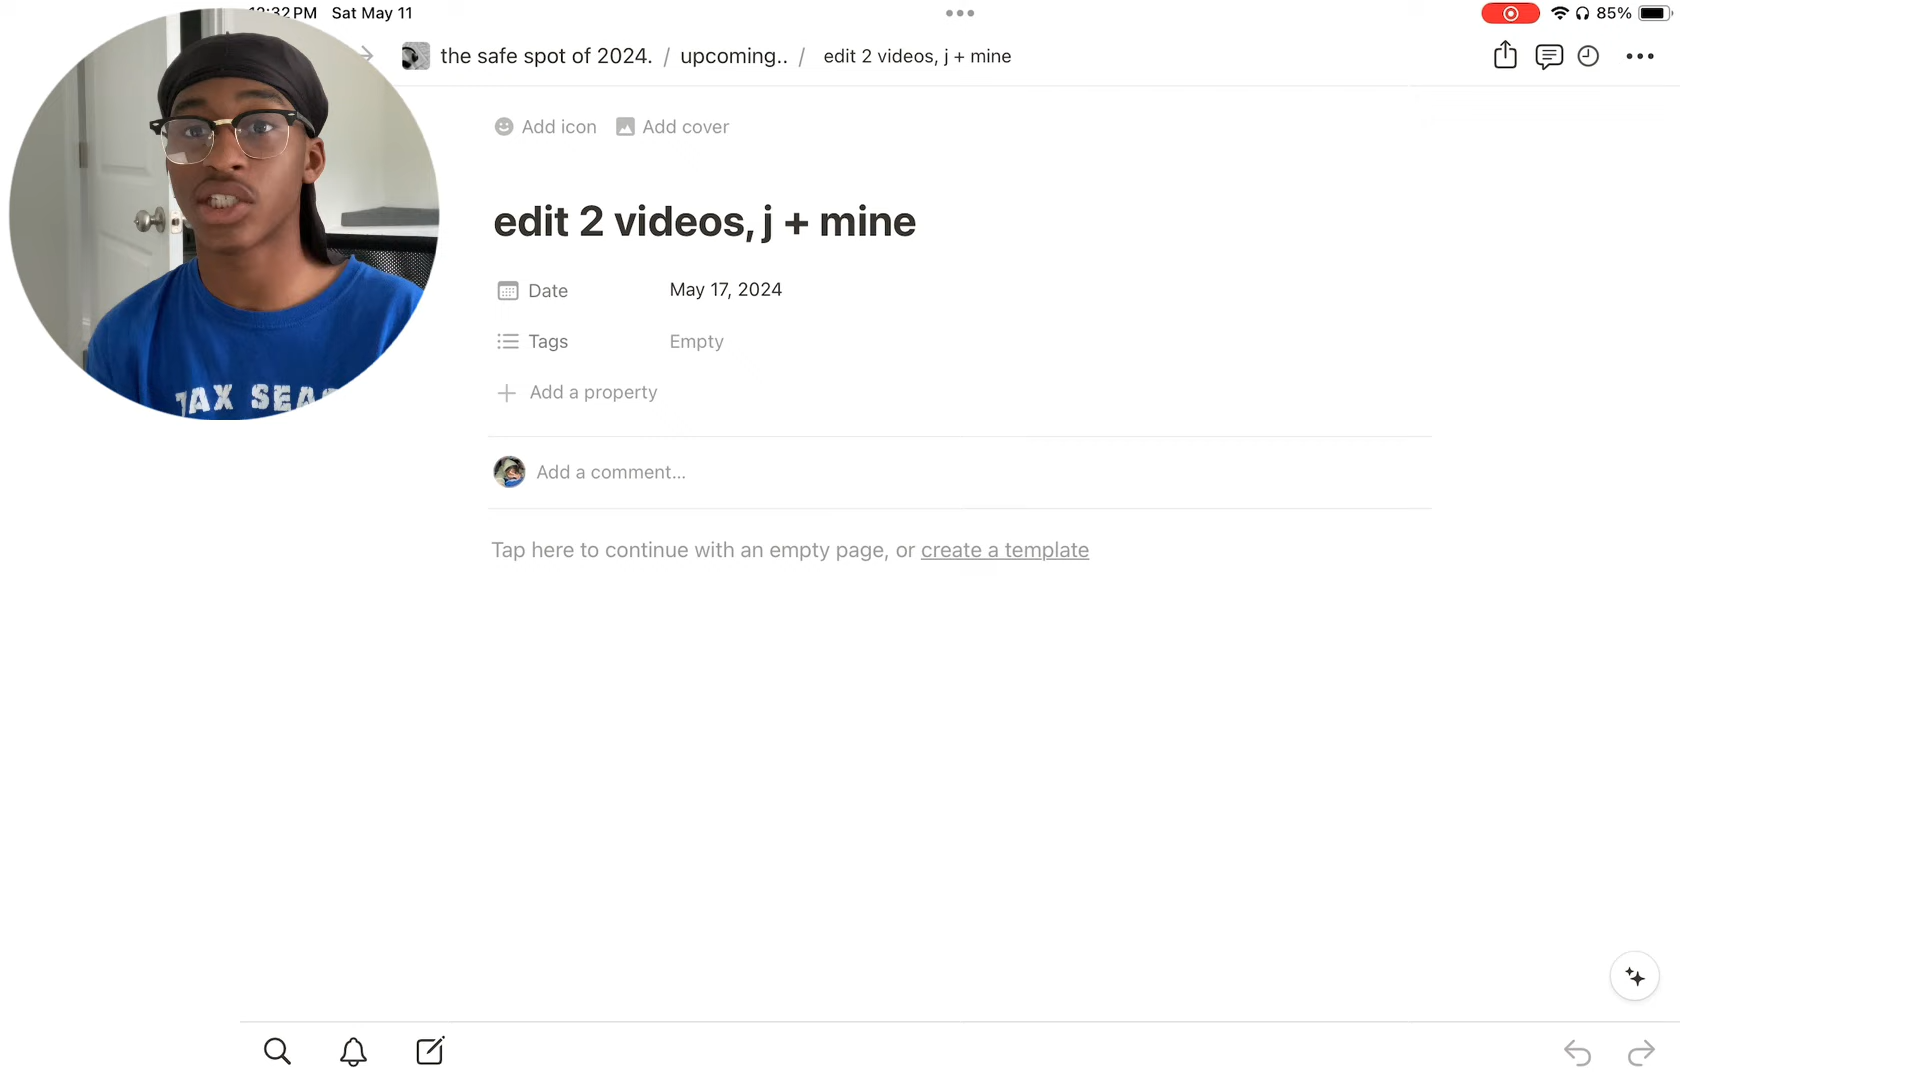 PM Sat May 11
85%
the safe spot of 2024. / upcoming.. / edit 2 videos, j + mine
Add icon Add cover
edit 2 videos, j + mine
Date May 17, 2024
Tags Empty
Add a property
Add a comment...
Tap here to continue with an empty page, or create a template
TAX